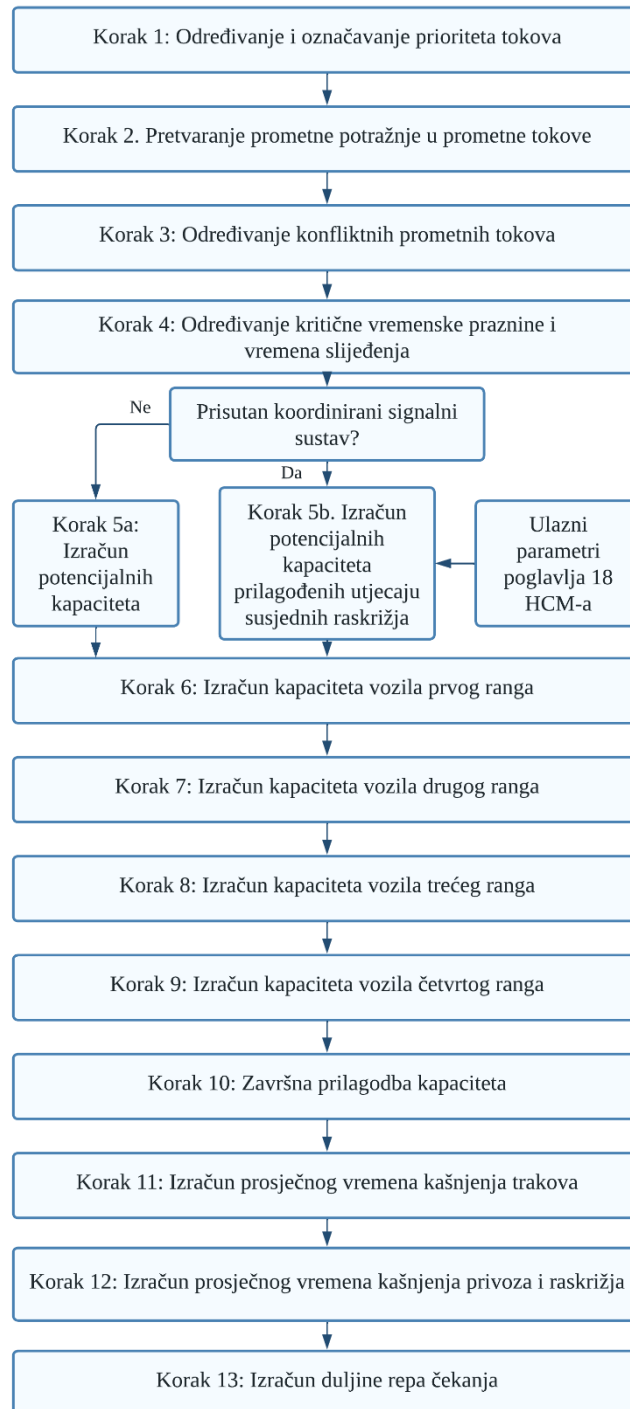 Korak 1: Određivanje i označavanje prioriteta tokova
Korak 2. Pretvaranje prometne potražnje u prometne tokove
Korak 3: Određivanje konfliktnih prometnih tokova
Korak 4: Određivanje kritične vremenske praznine i
vremena slijeđenja
Ne
Prisutan koordinirani signalni
sustav?
Da
Korak 5a:
Izračun
potencijalnih
kapaciteta
Korak 5b. Izračun
potencijalnih
kapaciteta
prilagođenih utjecaju
susjednih raskrižja
Ulazni
parametri
poglavlja 18
HCM-a
Korak 6: Izračun kapaciteta vozila prvog ranga
Korak 7: Izračun kapaciteta vozila drugog ranga
Korak 8: Izračun kapaciteta vozila trećeg ranga
Korak 9: Izračun kapaciteta vozila četvrtog ranga
Korak 10: Završna prilagodba kapaciteta
Korak 11: Izračun prosječnog vremena kašnjenja trakova
Korak 12: Izračun prosječnog vremena kašnjenja privoza i raskrižja
Korak 13: Izračun duljine repa čekanja